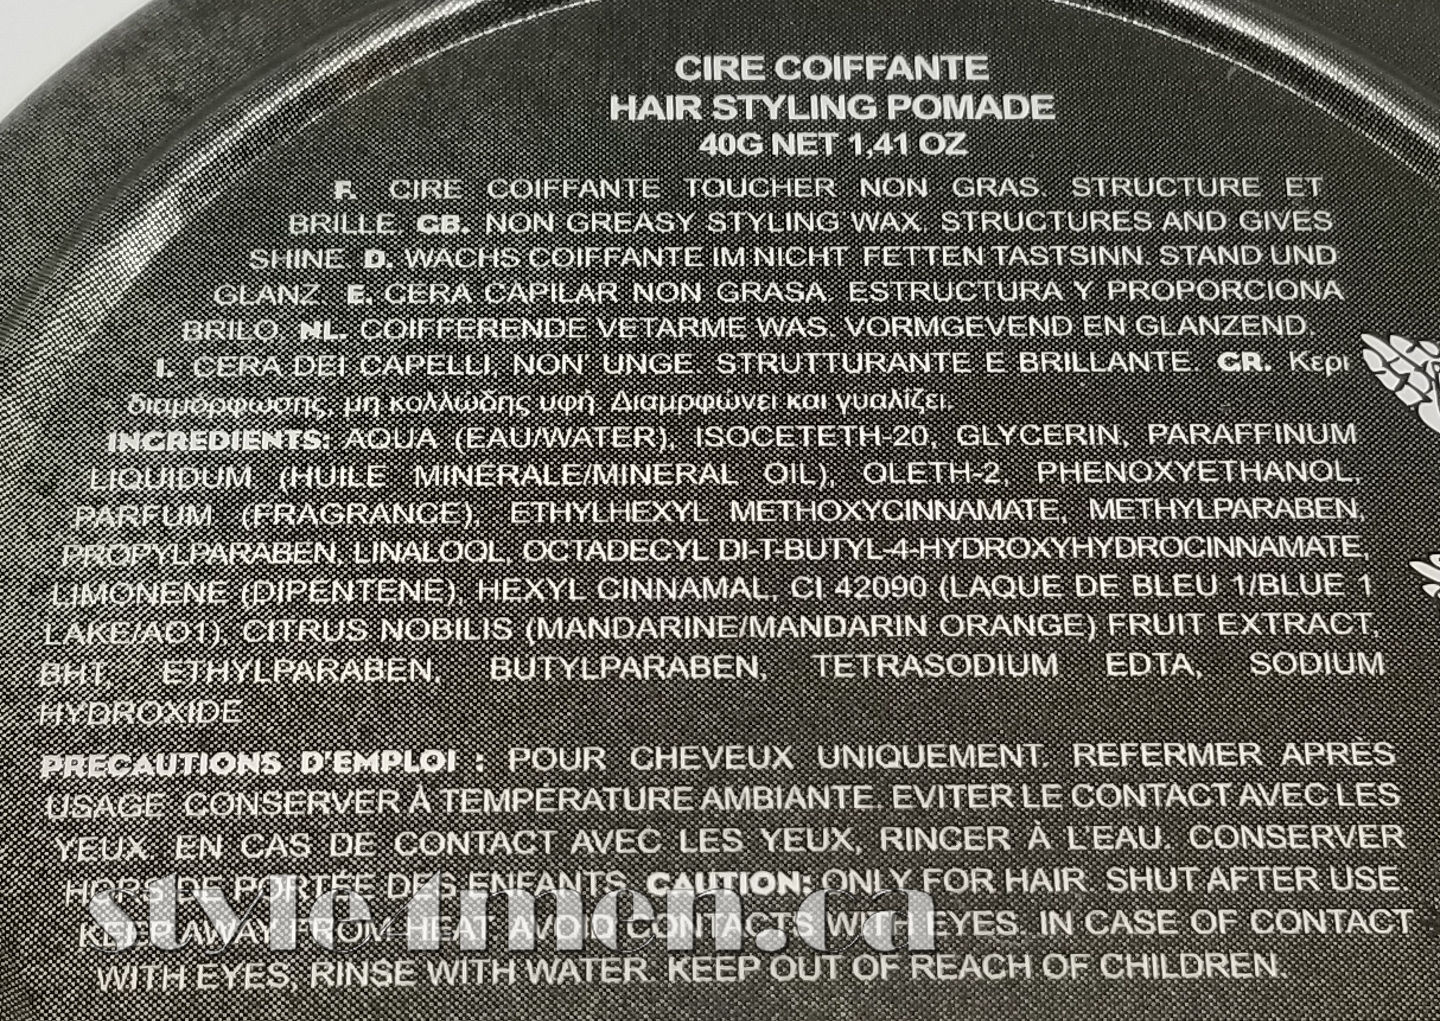 CIRE COIFFANTE
HAIR STYLING POMADE
40G NET 1,41 OZ
F. CIRE COIFFANTE TOUCHER NON GRAS. STRUCTURE ET
BRILLE. GB. NON GREASY STYLING WAX. STRUCTURES AND GIVES
SHINE. D. WACHS COIFFANTE IM NICHT FETTEN TASTSINN. STAND UND
GLANZ. E. CERA CAPILAR NON GRASA. ESTRUCTURA Y PROPORCIONA
BRILO. NL. COIFFERENDE VETARME WAS. VORMGEVEND EN GLANZEND.
I. CERA DEI CAPELLI, NON' UNGE. STRUTTURANTE E BRILLANTE. GR. Κερι
διαμόρφωσης, μη κολλώδης υφή. Διαμρφώνει και γυαλίζει.
INGREDIENTS: AQUA (EAU/WATER), ISOCETETH-20, GLYCERIN, PARAFFINUM
LIQUIDUM (HUILE MINÉRALE/MINERAL OIL), OLETH-2, PHENOXYETHANOL,
PARFUM (FRAGRANCE), ETHYLHEXYL METHOXYCINNAMATE, METHYLPARABEN,
PROPYLPARABEN, LINALOOL, OCTADECYL DI-T-BUTYL-4-HYDROXYHYDROCINNAMATE,
LIMONENE (DIPENTENE), HEXYL CINNAMAL, CI 42090 (LAQUE DE BLEU 1/BLUE 1
LAKE/AO1), CITRUS NOBILIS (MANDARINE/MANDARIN ORANGE) FRUIT EXTRACT,
BHT, ETHYLPARABEN, BUTYLPARABEN, TETRASODIUM EDTA, SODIUM
HYDROXIDE
PRECAUTIONS D'EMPLOI : POUR CHEVEUX UNIQUEMENT. REFERMER APRÈS
USAGE. CONSERVER À TEMPÉRATURE AMBIANTE. EVITER LE CONTACT AVEC LES
YEUX. EN CAS DE CONTACT AVEC LES YEUX, RINCER À L'EAU. CONSERVER
HORS DE PORTÉE DES ENFANTS. CAUTION: ONLY FOR HAIR. SHUT AFTER USE.
KEEP AWAY FROM HEAT. AVOID CONTACTS WITH EYES. IN CASE OF CONTACT
WITH EYES, RINSE WITH WATER. KEEP OUT OF REACH OF CHILDREN.
style4men.ca